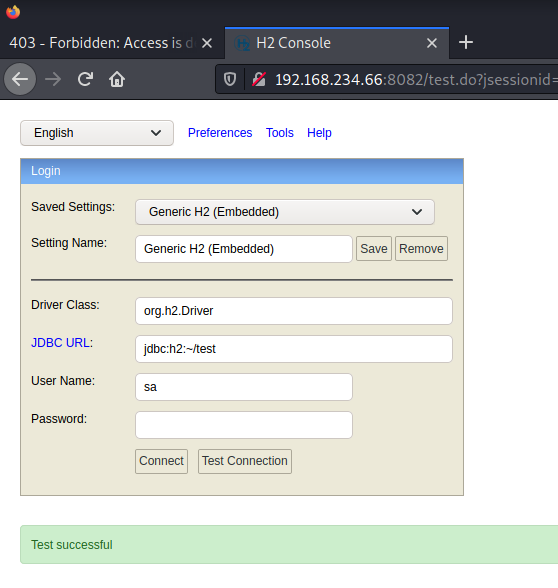 403 - Forbidden: Access is d
H2 Console
192.168.234.66:8082/test.do?jsessionid=
English Preferences Tools Help
Login
Saved Settings: Generic H2 (Embedded)
Setting Name: Generic H2 (Embedded) Save Remove
Driver Class: org.h2.Driver
JDBC URL: jdbc:h2:~/test
User Name: sa
Password:
Connect Test Connection
Test successful